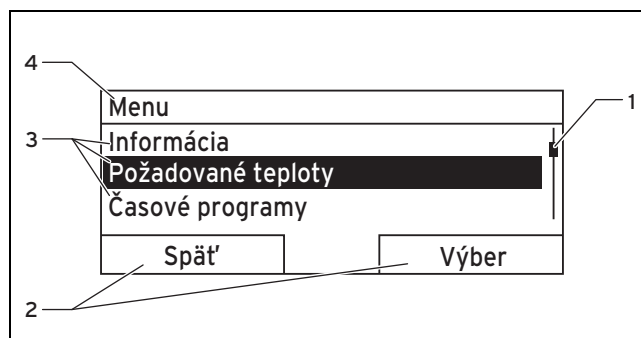 4
Menu
1
3
Informácia
Požadované teploty
Časové programy
Späť
Výber
2